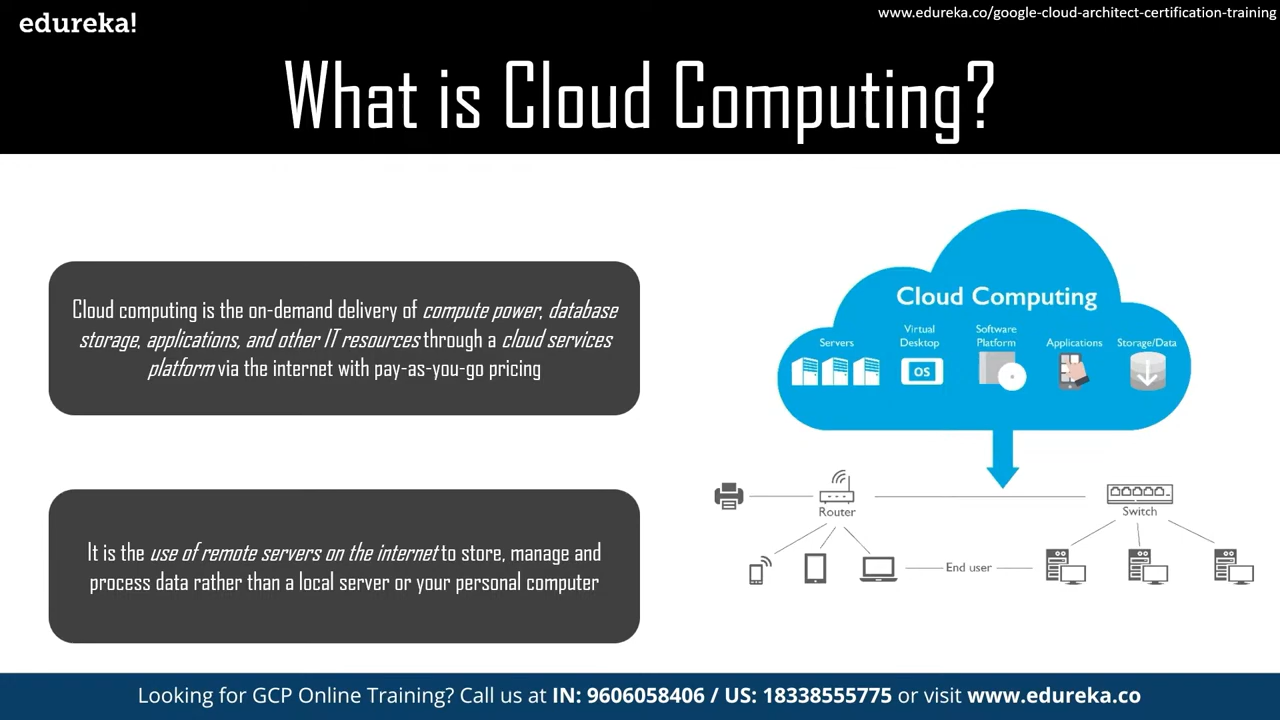 edureka!
www.edureka.co/google-cloud-architect-certification-training
What is Cloud Computing?
Cloud computing is the on-demand delivery of compute power, database
storage, applications, and other IT resources through a cloud services
platform via the internet with pay-as-you-go pricing
It is the use of remote servers on the internet to store, manage and
process data rather than a local server or your personal computer
Cloud Computing
Servers
Virtual
Desktop
Software
Platform
Applications
Storage/Data
OS
Router
Switch
End user
Looking for GCP Online Training? Call us at IN: 9606058406 / US: 18338555775 or visit www.edureka.co